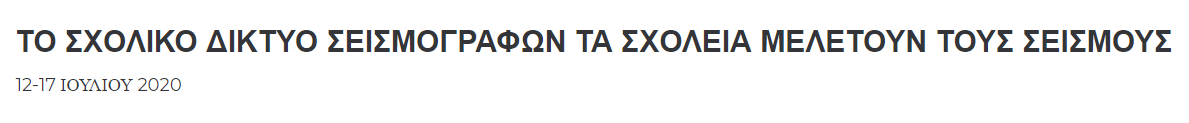 ΤΟ ΣΧΟΛΙΚΟ ΔΙΚΤΥΟ ΣΕΙΣΜΟΓΡΑΦΩΝ ΤΑ ΣΧΟΛΕΙΑ ΜΕΛΕΤΟΥΝ ΤΟΥΣ ΣΕΙΣΜΟΥΣ
12-17 ΙΟΥΛΙΟΥ 2020